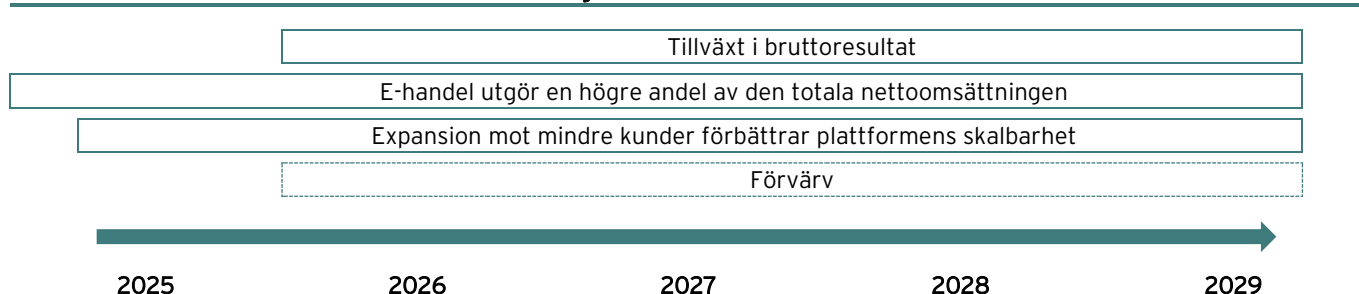 Tillväxt i bruttoresultat
E-handel utgör en högre andel av den totala nettoomsättningen
Expansion mot mindre kunder förbättrar plattformens skalbarhet
Förvärv
2025 2026 2027 2028 2029